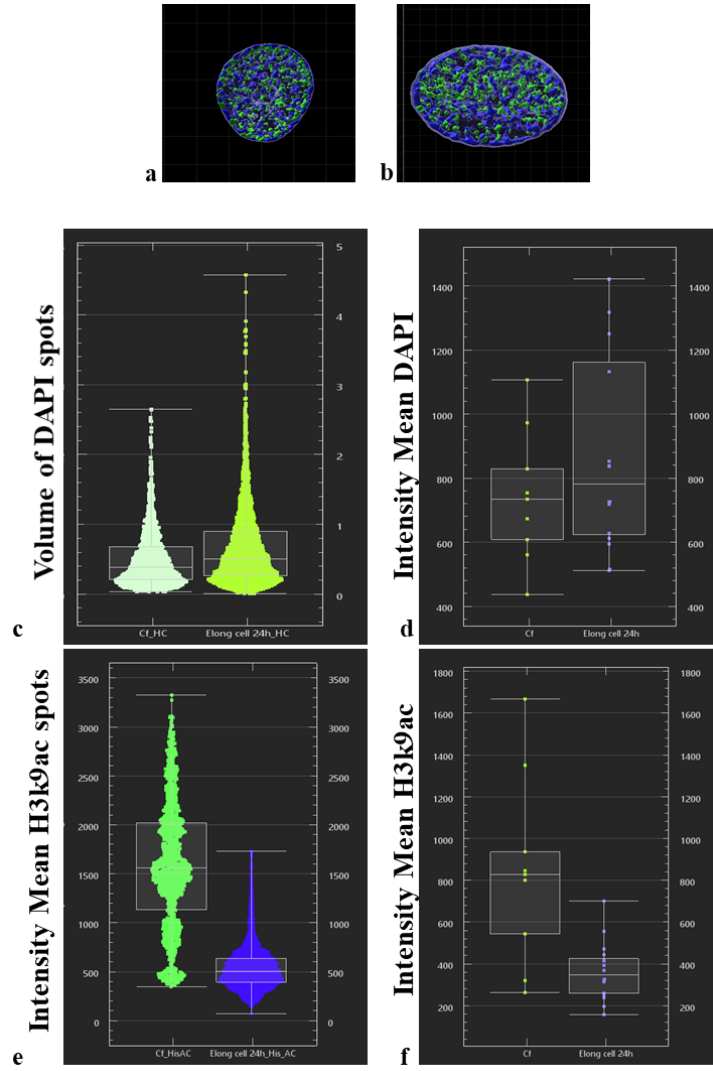 a
b
Volume of DAPI spots
5
4
3
2
1
0
Cf_HC
Elong cell 24h_HC
c
Intensity Mean DAPI
1400 1400
1200 1200
1000 1000
800 800
600 600
400 400
Cf
Elong cell 24h
d
Intensity Mean H3k9ac spots
3500 3500
3000 3000
2500 2500
2000 2000
1500 1500
1000 1000
500 500
0 0
Cf_HisAC
Elong cell 24h_His_AC
e
Intensity Mean H3k9ac
1800 1800
1600 1600
1400 1400
1200 1200
1000 1000
800 800
600 600
400 400
200 200
Cf
Elong cell 24h
f